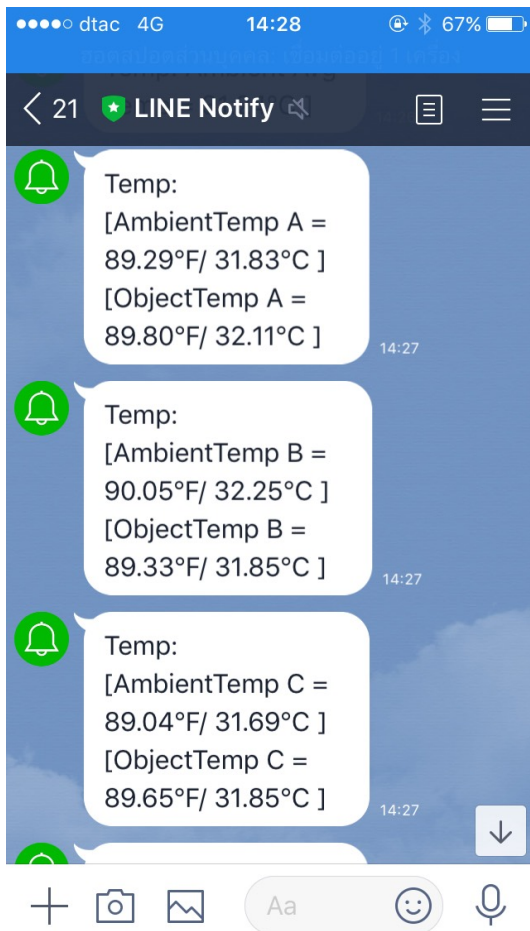 dtac 4G 14:28 67%
21 LINE Notify
Temp:
[AmbientTemp A =
89.29°F/ 31.83°C ]
[ObjectTemp A =
89.80°F/ 32.11°C ]
14:27
Temp:
[AmbientTemp B =
90.05°F/ 32.25°C ]
[ObjectTemp B =
89.33°F/ 31.85°C ]
14:27
Temp:
[AmbientTemp C =
89.04°F/ 31.69°C ]
[ObjectTemp C =
89.65°F/ 31.85°C ]
14:27
Aa